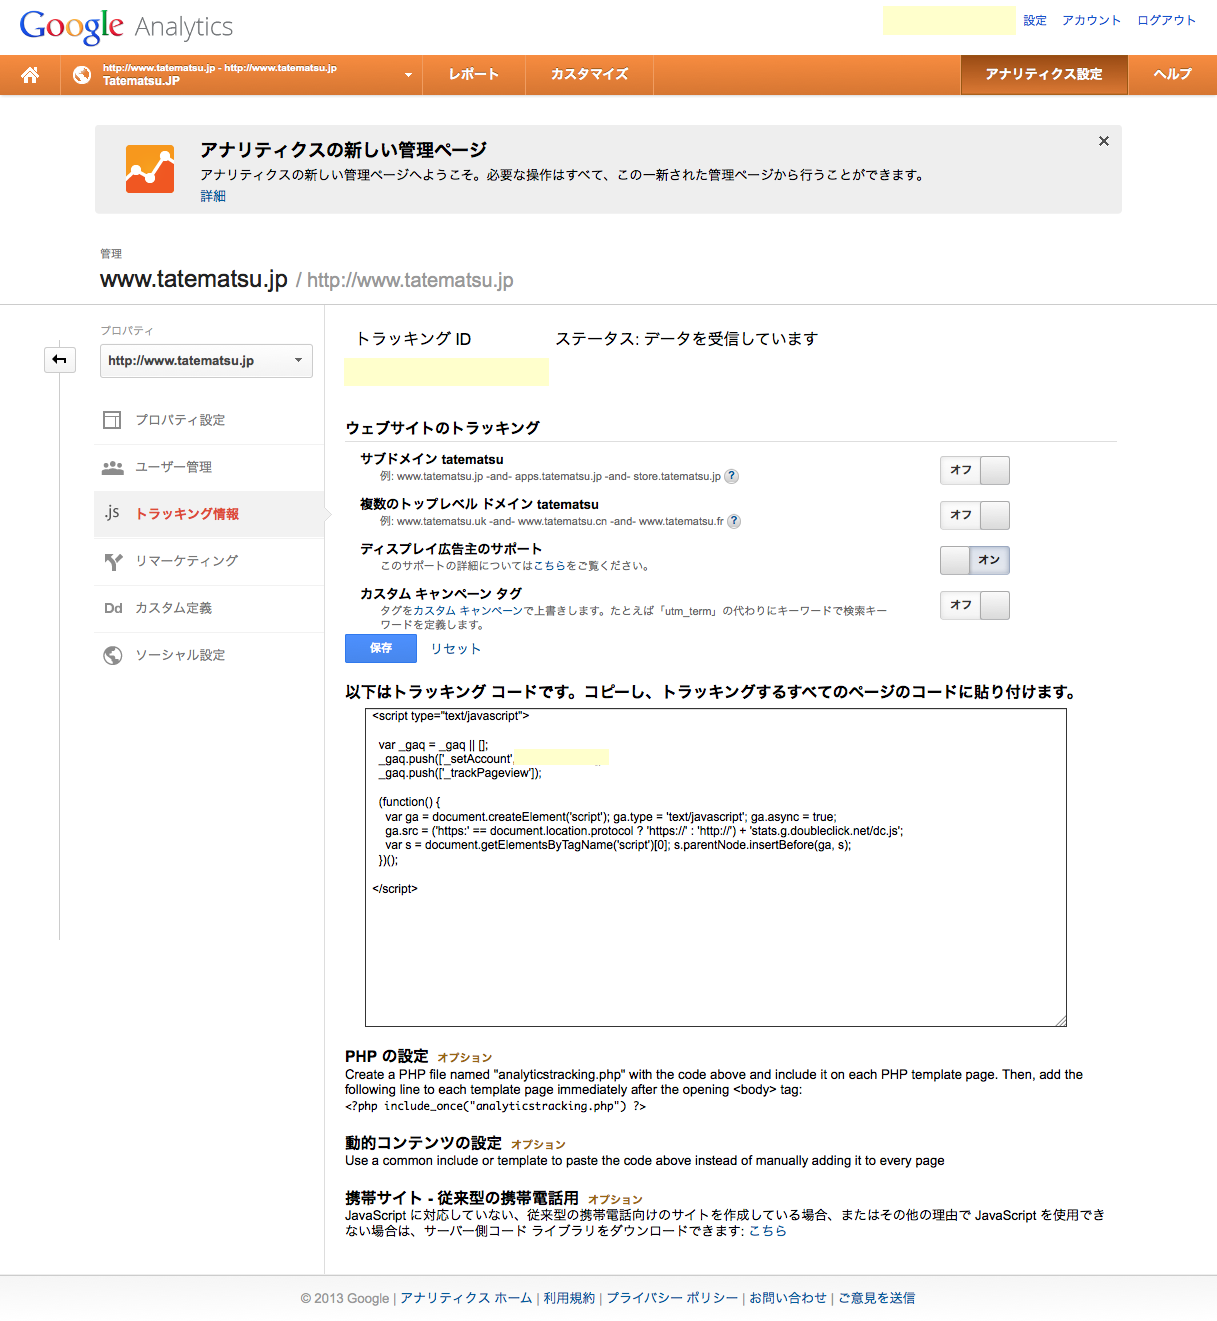 Google Analytics
設定 アカウント ログアウト
http://www.tatematsu.jp - http://www.tatematsu.jp
Tatematsu.JP
レポート カスタマイズ アナリティクス設定 ヘルプ
アナリティクスの新しい管理ページ
アナリティクスの新しい管理ページへようこそ。必要な操作はすべて、この一新された管理ページから行うことができます。
詳細
管理
www.tatematsu.jp / http://www.tatematsu.jp
プロパティ
http://www.tatematsu.jp
プロパティ設定
ユーザー管理
.js トラッキング情報
リマーケティング
Dd カスタム定義
ソーシャル設定
トラッキング ID ステータス: データを受信しています
ウェブサイトのトラッキング
サブドメイン tatematsu
例: www.tatematsu.jp -and- apps.tatematsu.jp -and- store.tatematsu.jp ?
オフ
複数のトップレベル ドメイン tatematsu
例: www.tatematsu.uk -and- www.tatematsu.cn -and- www.tatematsu.fr ?
オフ
ディスプレイ広告主のサポート
このサポートの詳細についてはこちらをご覧ください。
オン
カスタム キャンペーン タグ
タグをカスタム キャンペーンで上書きします。たとえば「utm_term」の代わりにキーワードで検索キー
ワードを定義します。
オフ
保存 リセット
以下はトラッキング コードです。コピーし、トラッキングするすべてのページのコードに貼り付けます。
<script type="text/javascript">
var _gaq = _gaq || [];
_gaq.push(['_setAccount',
_gaq.push(['_trackPageview']);
(function() {
var ga = document.createElement('script'); ga.type = 'text/javascript'; ga.async = true;
ga.src = ('https:' == document.location.protocol ? 'https://' : 'http://') + 'stats.g.doubleclick.net/dc.js';
var s = document.getElementsByTagName('script')[0]; s.parentNode.insertBefore(ga, s);
})();
</script>
PHP の設定 オプション
Create a PHP file named "analyticstracking.php" with the code above and include it on each PHP template page. Then, add the
following line to each template page immediately after the opening <body> tag:
<?php include_once("analyticstracking.php") ?>
動的コンテンツの設定 オプション
Use a common include or template to paste the code above instead of manually adding it to every page
携帯サイト - 従来型の携帯電話用 オプション
JavaScript に対応していない、従来型の携帯電話向けのサイトを作成している場合、またはその他の理由で JavaScript を使用でき
ない場合は、サーバー側コード ライブラリをダウンロードできます: こちら
© 2013 Google | アナリティクス ホーム | 利用規約 | プライバシー ポリシー | お問い合わせ | ご意見を送信